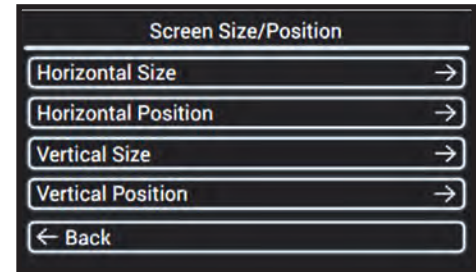 Screen Size/Position
Horizontal Size →
Horizontal Position →
Vertical Size →
Vertical Position →
← Back